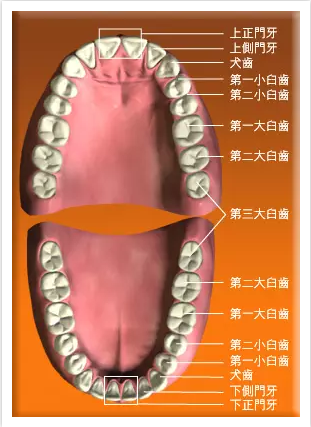 上正門牙
上側門牙
犬齒
第一小臼齒
第二小臼齒
第一大臼齒
第二大臼齒
第三大臼齒
第二大臼齒
第一大臼齒
第二小臼齒
第一小臼齒
犬齒
下側門牙
下正門牙